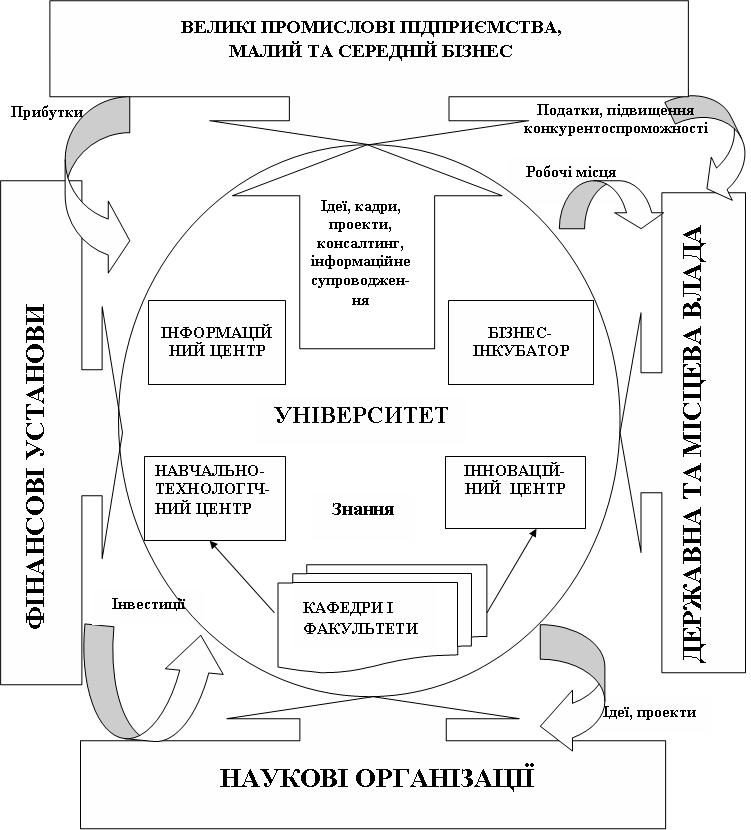 ВЕЛИКІ ПРОМИСЛОВІ ПІДПРИЄМСТВА,
МАЛИЙ ТА СЕРЕДНІЙ БІЗНЕС
Прибутки
Податки, підвищення
конкурентоспроможності
Робочі місця
Ідеї, кадри,
проекти,
консалтинг,
інформаційне
супроводжен-
ня
ІНФОРМАЦІЙ
НИЙ ЦЕНТР
БІЗНЕС-
ІНКУБАТОР
ФІНАНСОВІ УСТАНОВИ
УНІВЕРСИТЕТ
ДЕРЖАВНА ТА МІСЦЕВА ВЛАДА
НАВЧАЛЬНО-
ТЕХНОЛОГІЧ-
НИЙ ЦЕНТР
ІННОВАЦІЙ-
НИЙ ЦЕНТР
Знання
Інвестиції
КАФЕДРИ І
ФАКУЛЬТЕТИ
Ідеї, проекти
НАУКОВІ ОРГАНІЗАЦІЇ